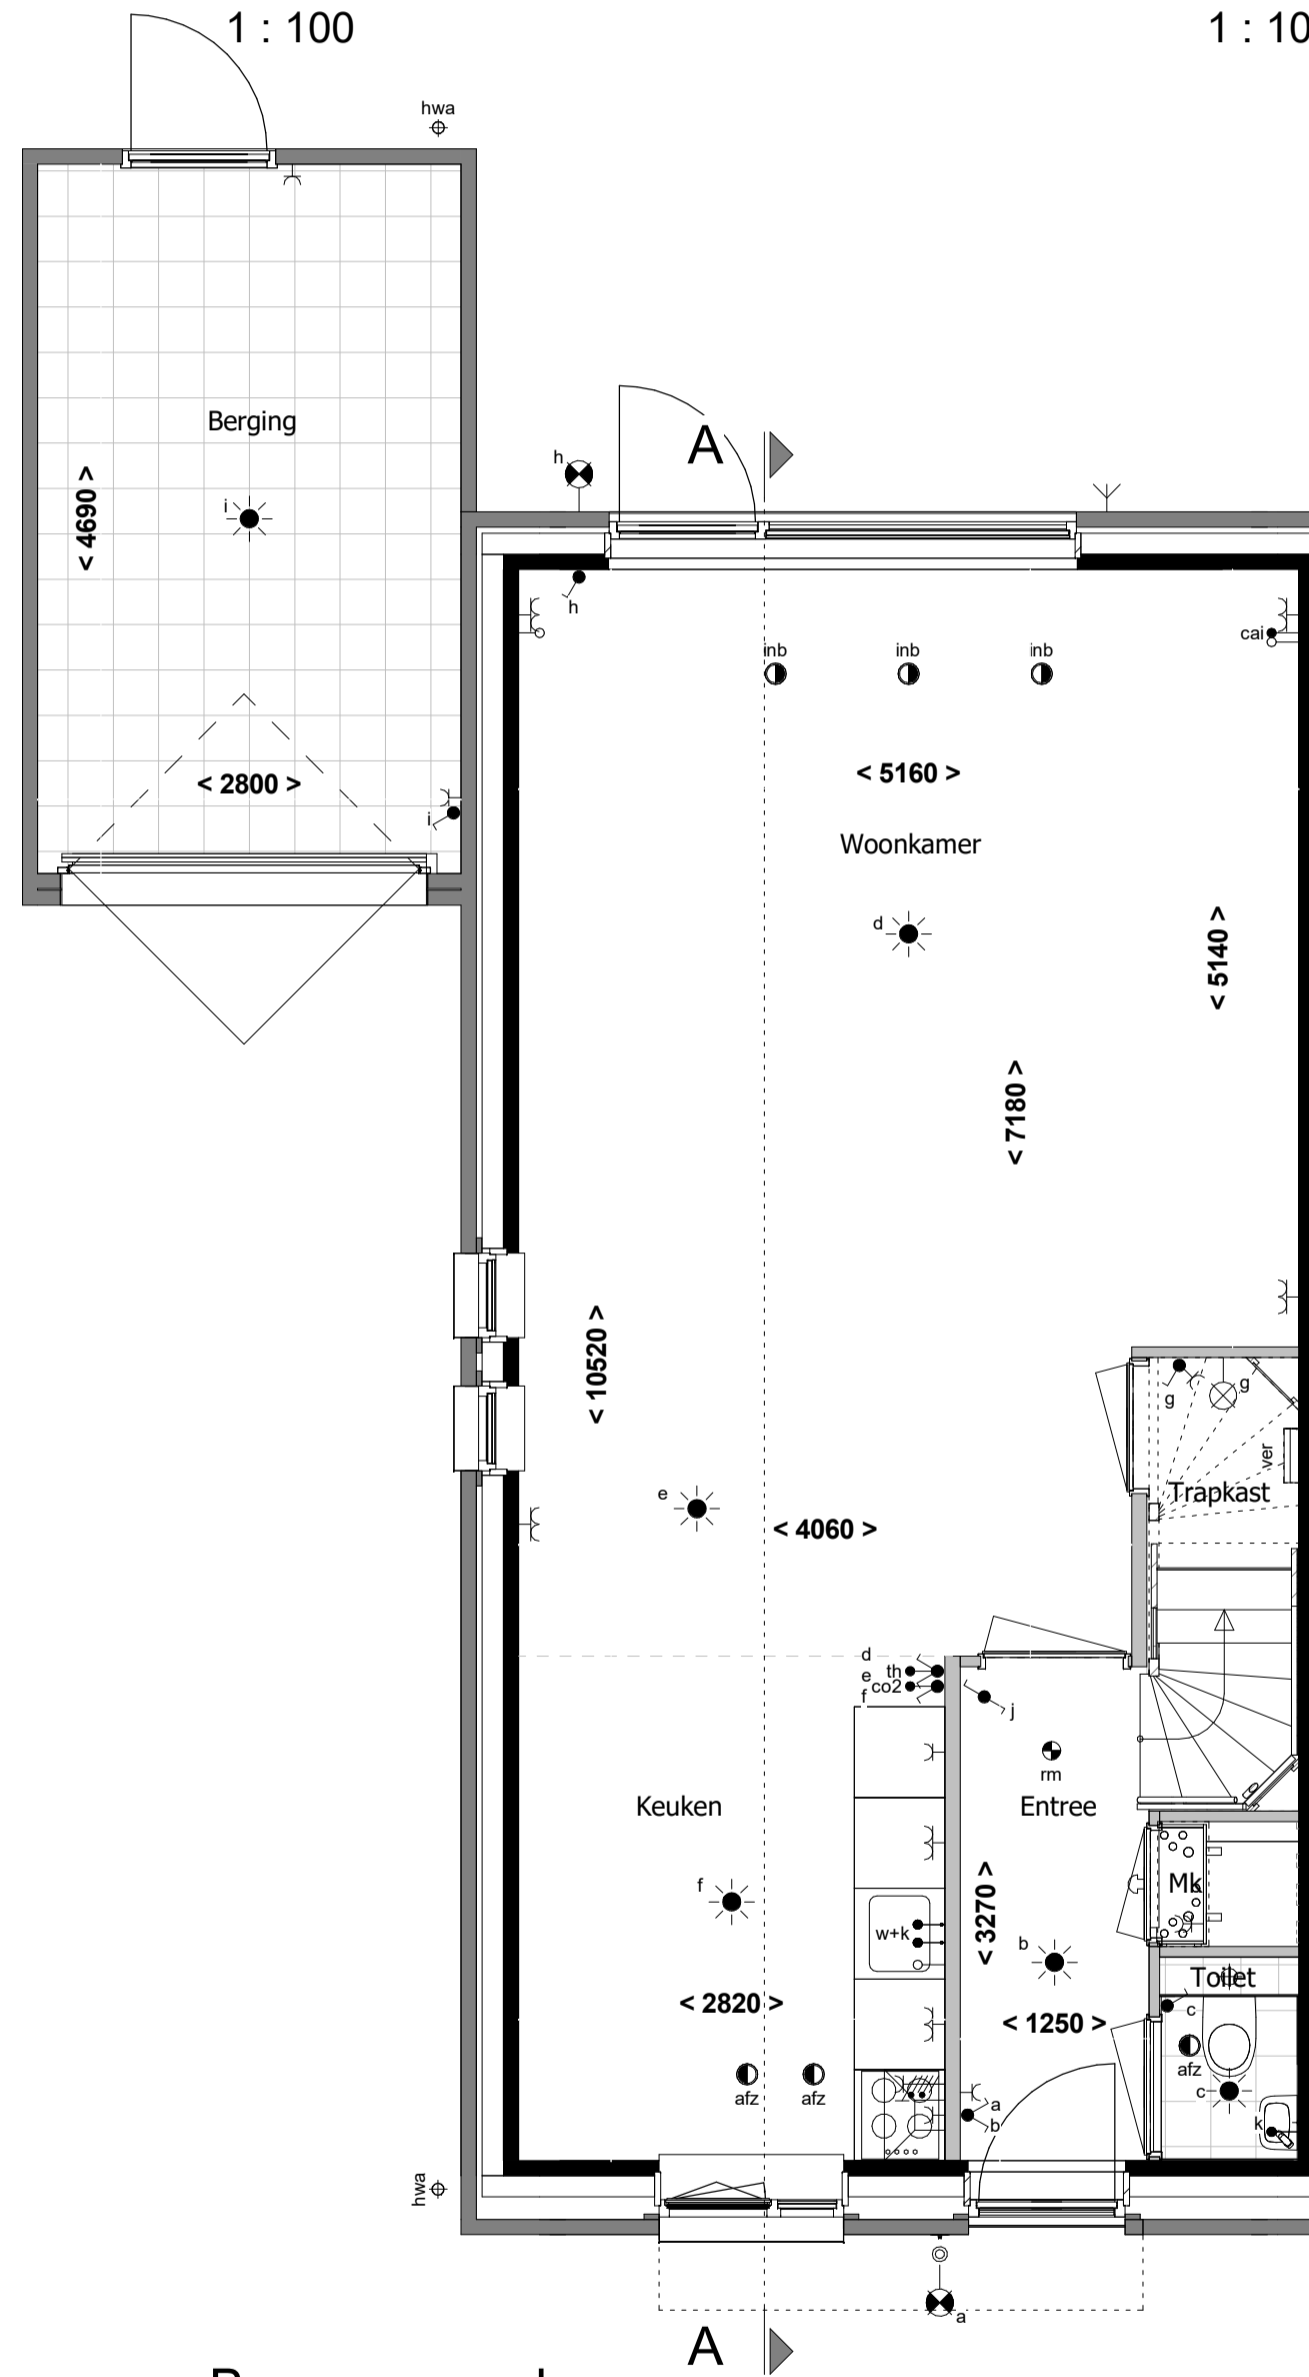 1 : 100
1 : 10
hwa
Berging
< 4690 >
i
< 2800 >
i
h
A
h
inb
inb
inb
cai
< 5160 >
Woonkamer
d
< 5140 >
< 7180 >
< 10520 >
g
g
ver
Trapkast
e
< 4060 >
d
th
e
co2
f
j
rm
Keuken
Entree
f
< 3270 >
Mk
w+k
b
Toilet
< 2820 >
< 1250 >
c
afz
c
afz
afz
a
b
k
hwa
a
A